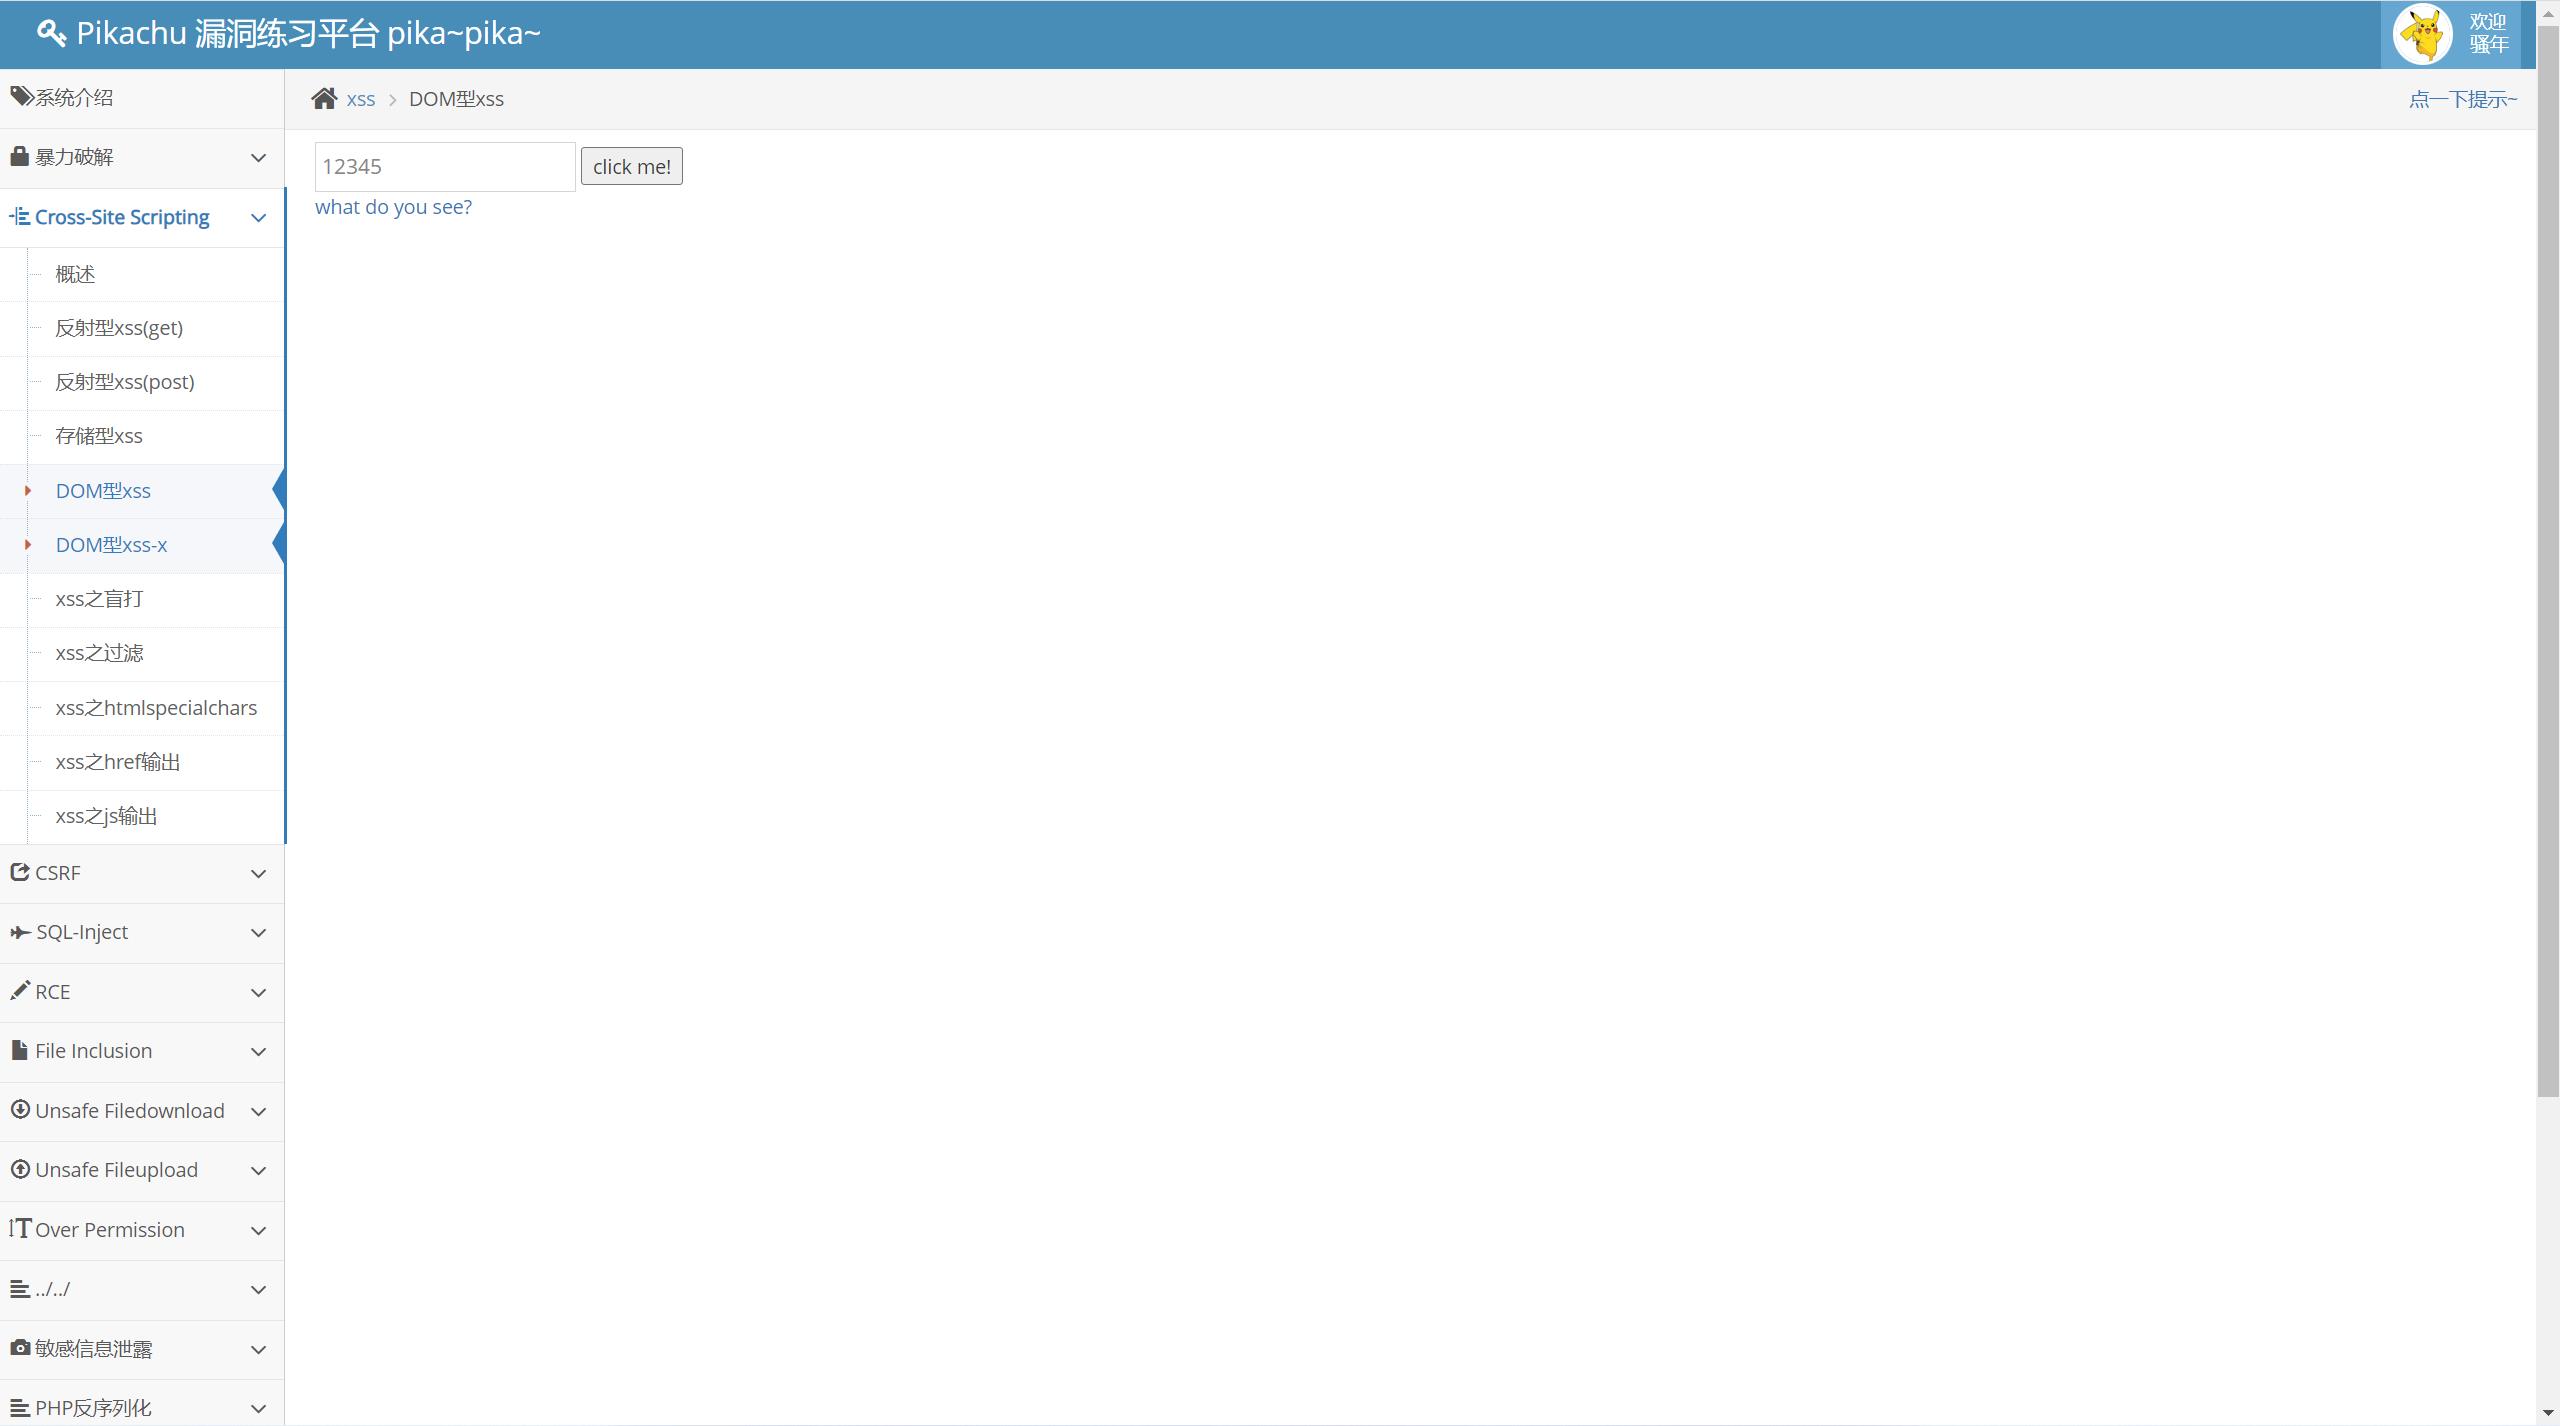 Pikachu 漏洞练习平台 pika~pika~
欢迎
骚年
系统介绍
暴力破解
Cross-Site Scripting
概述
反射型xss(get)
反射型xss(post)
存储型xss
DOM型xss
DOM型xss-x
xss之盲打
xss之过滤
xss之htmlspecialchars
xss之href输出
xss之js输出
CSRF
SQL-Inject
RCE
File Inclusion
Unsafe Filedownload
Unsafe Fileupload
Over Permission
../../
敏感信息泄露
PHP反序列化
xss > DOM型xss
点一下提示~
12345
click me!
what do you see?